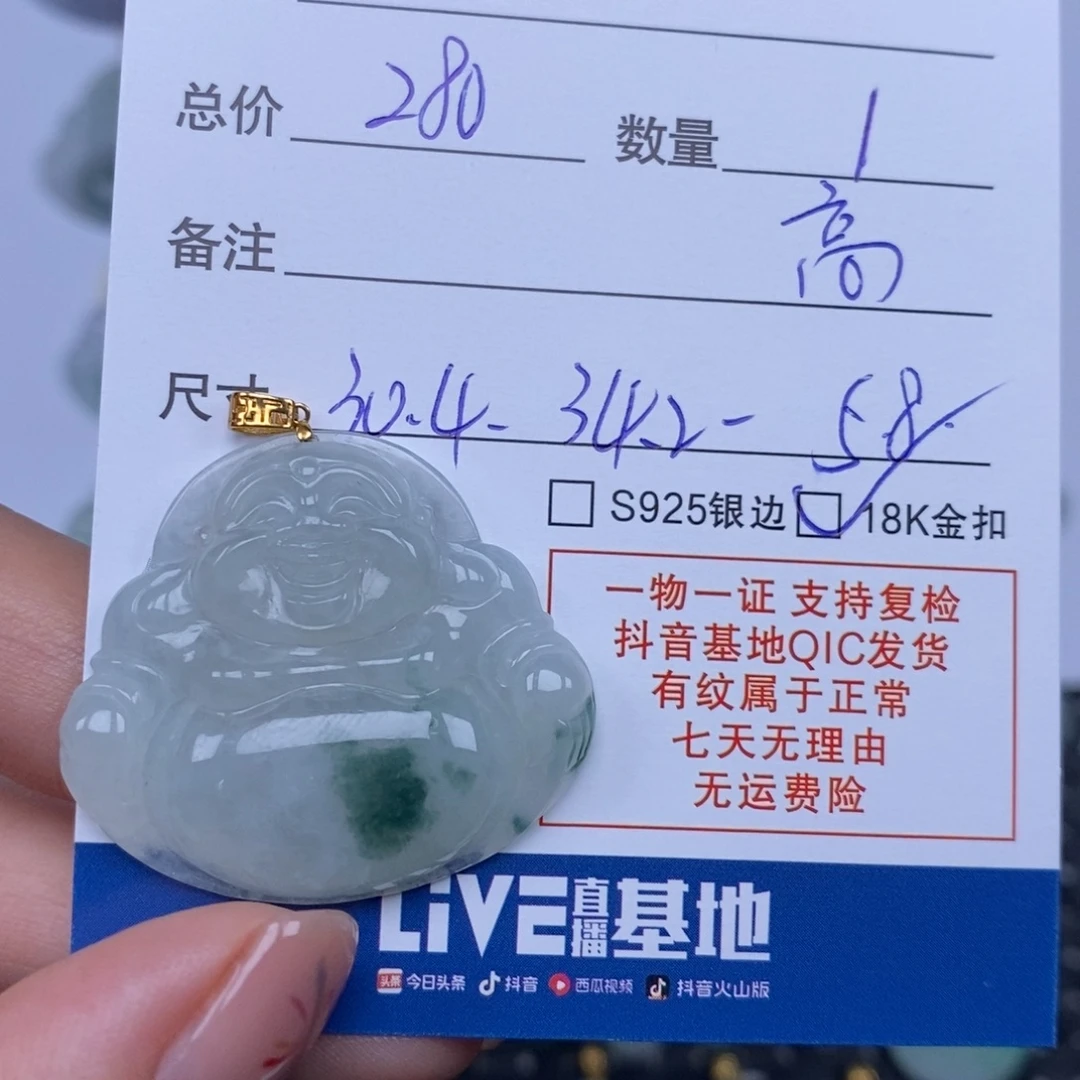 总价 280 数量 1
备注 高
尺寸 30.4-34.2-58
S925银边 18K金扣
一物一证 支持复检
抖音基地QIC发货
有纹属于正常
七天无理由
无运费险
LiVE直播基地
头条 今日头条 抖音 西瓜视频 抖音火山版